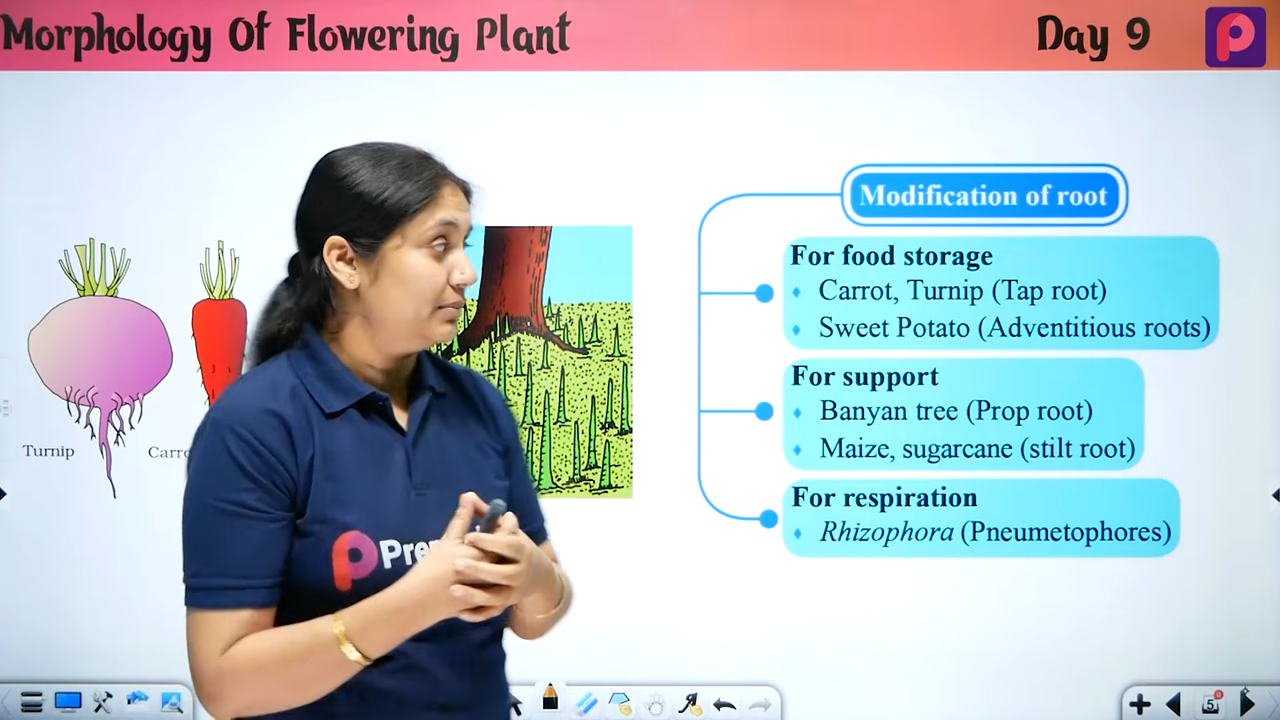 Morphology Of Flowering Plant
Day 9
Modification of root
For food storage
Carrot, Turnip (Tap root)
Sweet Potato (Adventitious roots)
For support
Banyan tree (Prop root)
Maize, sugarcane (stilt root)
For respiration
Rhizophora (Pneumetophores)
Turnip
5